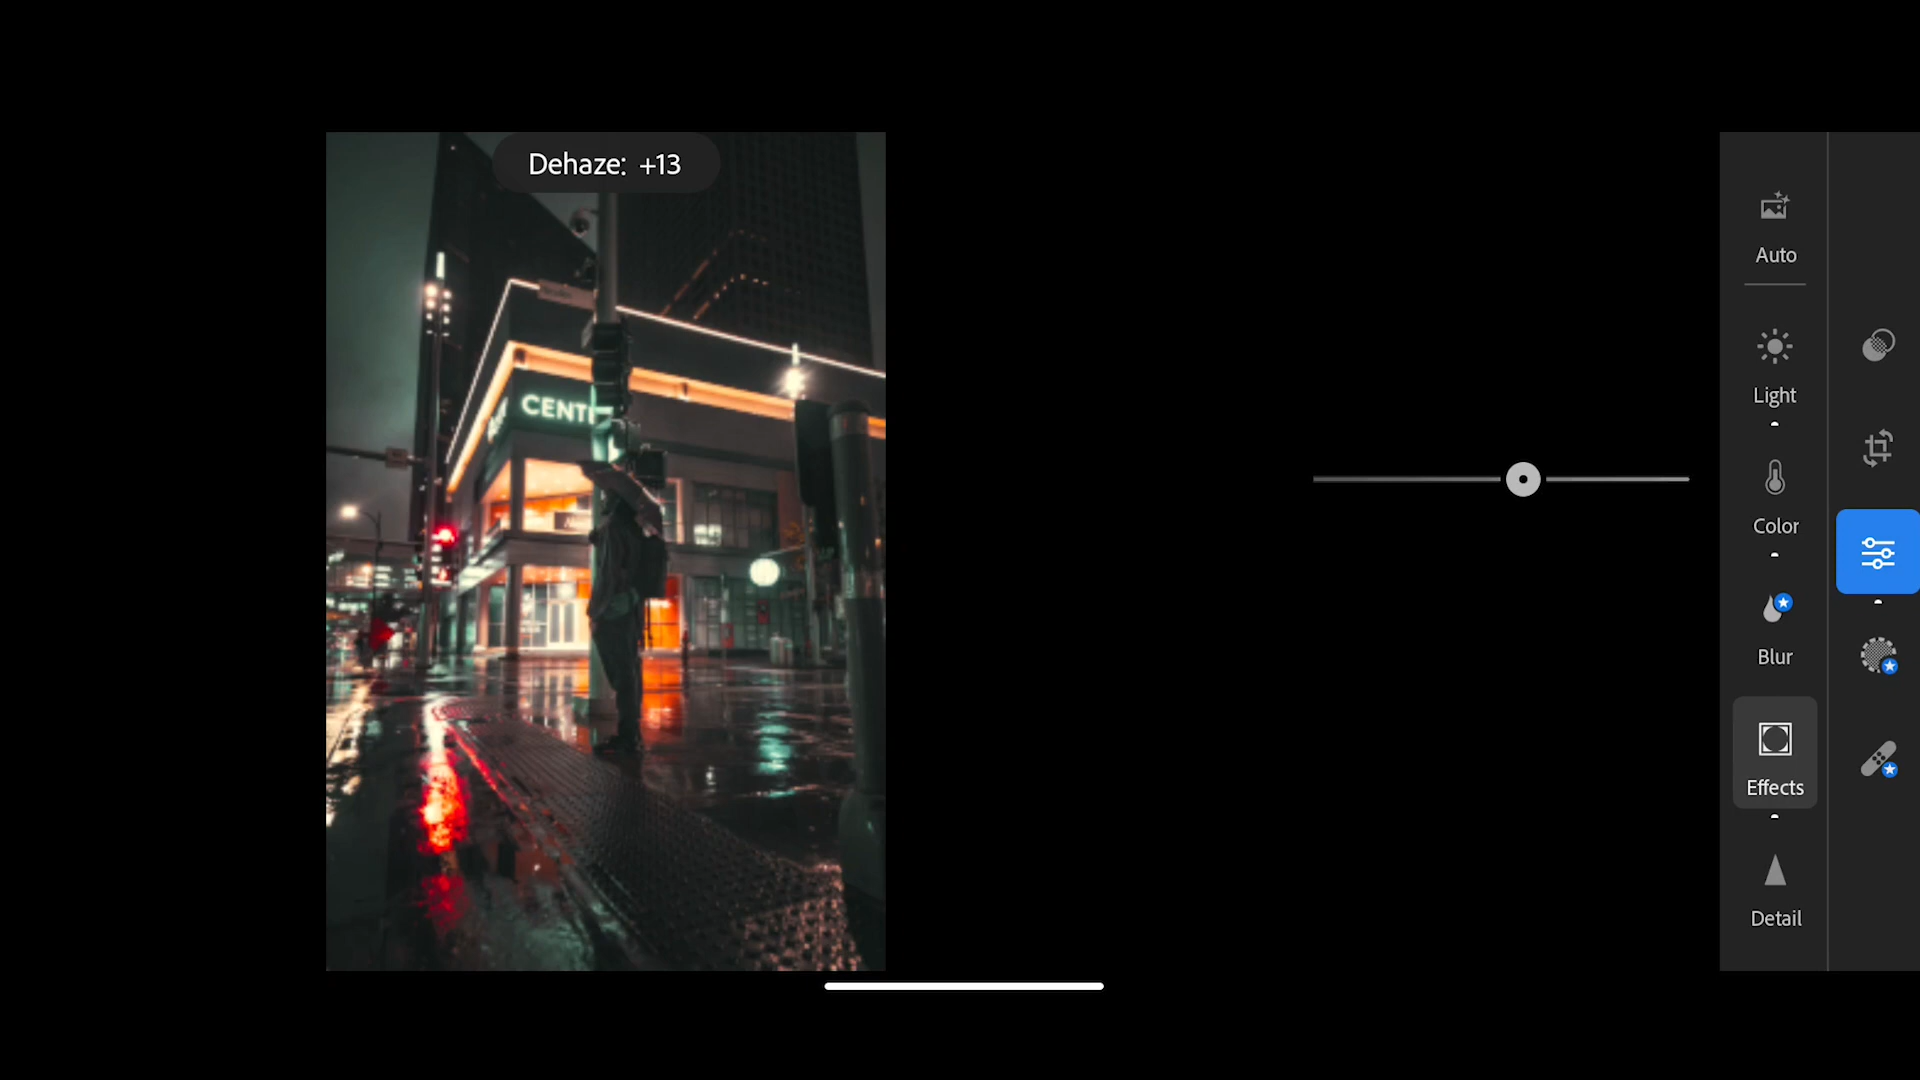 Dehaze: +13
CENT
Auto
Light
Color
Blur
Effects
Detail